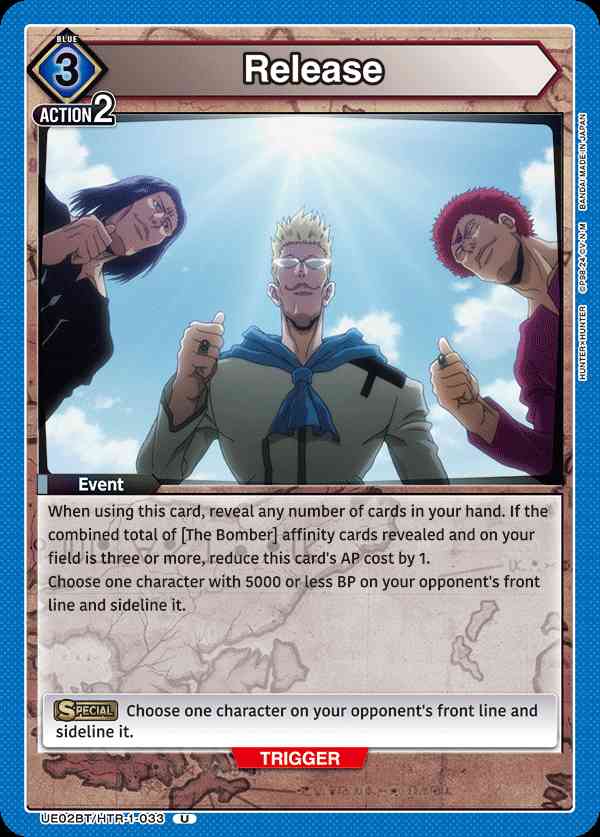 BLUE
3
Release
ACTION 2
HUNTER×HUNTER ©P98-24 ©V･N･M BANDAI MADE IN JAPAN
Event
When using this card, reveal any number of cards in your hand. If the
combined total of [The Bomber] affinity cards revealed and on your
field is three or more, reduce this card's AP cost by 1.
Choose one character with 5000 or less BP on your opponent's front
line and sideline it.
SPECIAL Choose one character on your opponent's front line and
sideline it.
TRIGGER
UE02BT/HTR-1-033 U